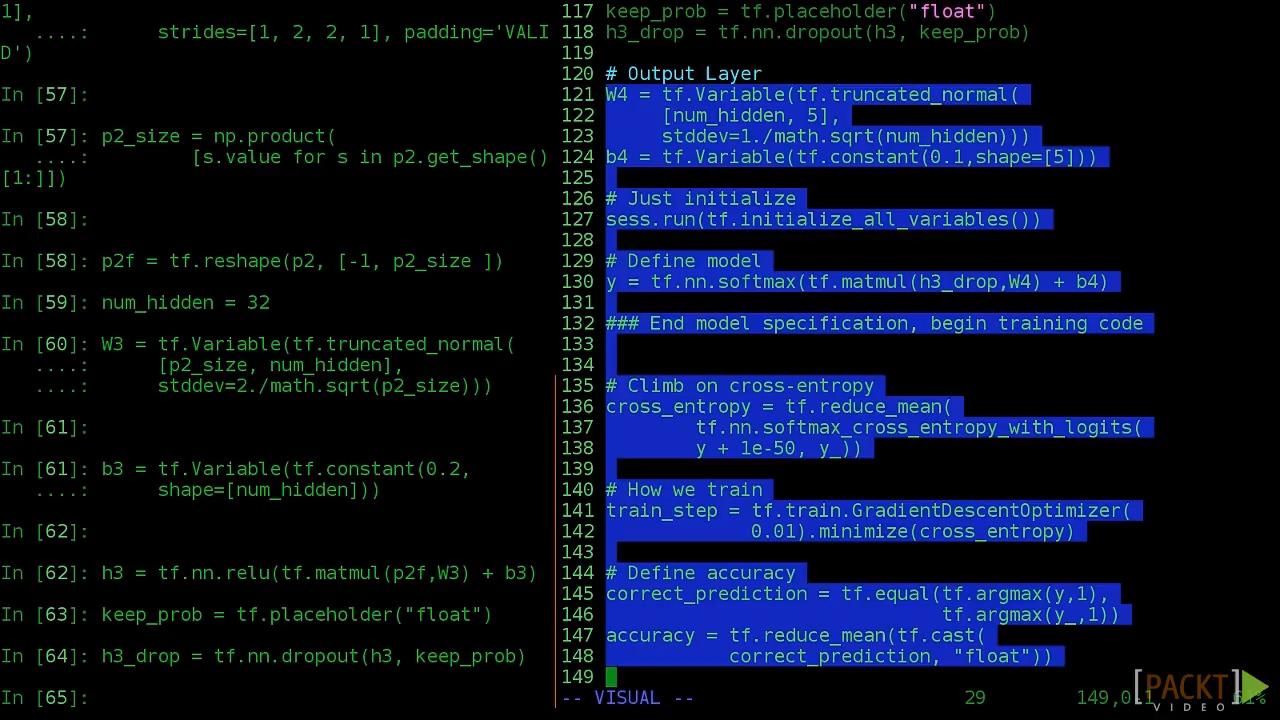 1],
   ....:      strides=[1, 2, 2, 1], padding='VALI
D')
In [57]:
In [57]: p2_size = np.product(
   ....:         [s.value for s in p2.get_shape()
[1:]])
In [58]:
In [58]: p2f = tf.reshape(p2, [-1, p2_size ])
In [59]: num_hidden = 32
In [60]: W3 = tf.Variable(tf.truncated_normal(
   ....:      [p2_size, num_hidden],
   ....:      stddev=2./math.sqrt(p2_size)))
In [61]:
In [61]: b3 = tf.Variable(tf.constant(0.2,
   ....:      shape=[num_hidden]))
In [62]:
In [62]: h3 = tf.nn.relu(tf.matmul(p2f,W3) + b3)
In [63]: keep_prob = tf.placeholder("float")
In [64]: h3_drop = tf.nn.dropout(h3, keep_prob)
In [65]:
117 keep_prob = tf.placeholder("float")
118 h3_drop = tf.nn.dropout(h3, keep_prob)
119
120 # Output Layer
121 W4 = tf.Variable(tf.truncated_normal(
122      [num_hidden, 5],
123      stddev=1./math.sqrt(num_hidden)))
124 b4 = tf.Variable(tf.constant(0.1,shape=[5]))
125
126 # Just initialize
127 sess.run(tf.initialize_all_variables())
128
129 # Define model
130 y = tf.nn.softmax(tf.matmul(h3_drop,W4) + b4)
131
132 ### End model specification, begin training code
133
134
135 # Climb on cross-entropy
136 cross_entropy = tf.reduce_mean(
137         tf.nn.softmax_cross_entropy_with_logits(
138         y + 1e-50, y_))
139
140 # How we train
141 train_step = tf.train.GradientDescentOptimizer(
142              0.01).minimize(cross_entropy)
143
144 # Define accuracy
145 correct_prediction = tf.equal(tf.argmax(y,1),
146                               tf.argmax(y_,1))
147 accuracy = tf.reduce_mean(tf.cast(
148            correct_prediction, "float"))
149
-- VISUAL -- 29 149,0-1
[PACKT]
VIDEO